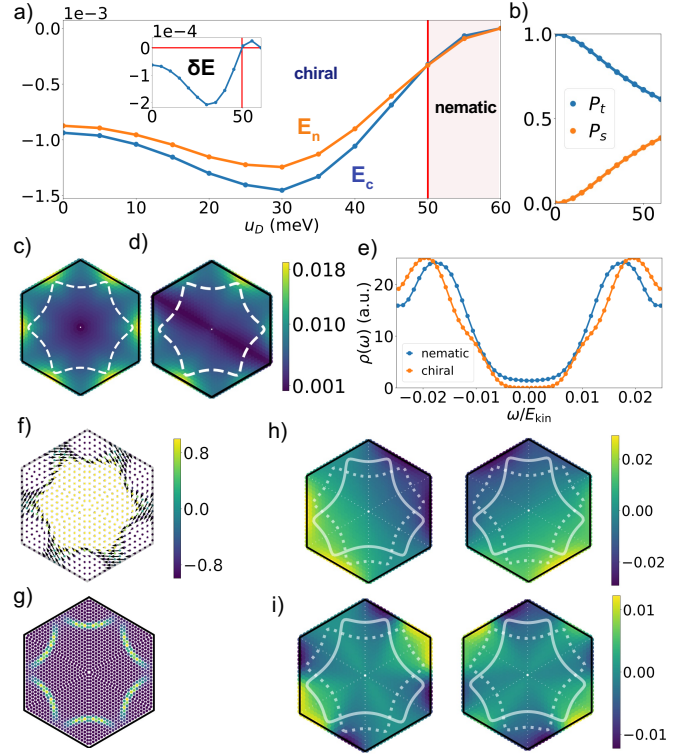 a)
1e−3
0.0
−0.5
−1.0
−1.5
1e−4
0
−1
−2
δE
50
chiral
nematic
E_n
E_c
0
10
20
30
40
50
60
u_D (meV)
b)
1.0
0.5
0.0
P_t
P_s
0
50
c)
d)
0.018
0.010
0.001
e)
ρ(ω) (a.u.)
20
10
0
nematic
chiral
−0.02
−0.01
0.00
0.01
0.02
ω/E_kin
f)
0.8
0.0
−0.8
g)
h)
0.02
0.00
−0.02
i)
0.01
0.00
−0.01